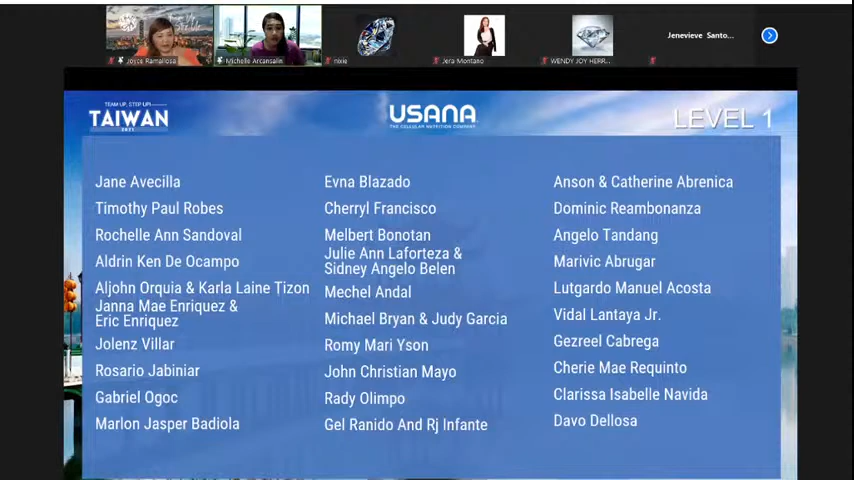 Joyce Ramallosa
Michelle Arcansalin
nixie
Jera Montano
WENDY JOY HERR...
Jenevieve Santo...
TEAM UP, STEP UP!
TAIWAN
2021
USANA
THE CELLULAR NUTRITION COMPANY
LEVEL 1
Jane Avecilla
Timothy Paul Robes
Rochelle Ann Sandoval
Aldrin Ken De Ocampo
Aljohn Orquia & Karla Laine Tizon
Janna Mae Enriquez &
Eric Enriquez
Jolenz Villar
Rosario Jabiniar
Gabriel Ogoc
Marlon Jasper Badiola
Evna Blazado
Cherryl Francisco
Melbert Bonotan
Julie Ann Laforteza &
Sidney Angelo Belen
Mechel Andal
Michael Bryan & Judy Garcia
Romy Mari Yson
John Christian Mayo
Rady Olimpo
Gel Ranido And Rj Infante
Anson & Catherine Abrenica
Dominic Reambonanza
Angelo Tandang
Marivic Abrugar
Lutgardo Manuel Acosta
Vidal Lantaya Jr.
Gezreel Cabrega
Cherie Mae Requinto
Clarissa Isabelle Navida
Davo Dellosa